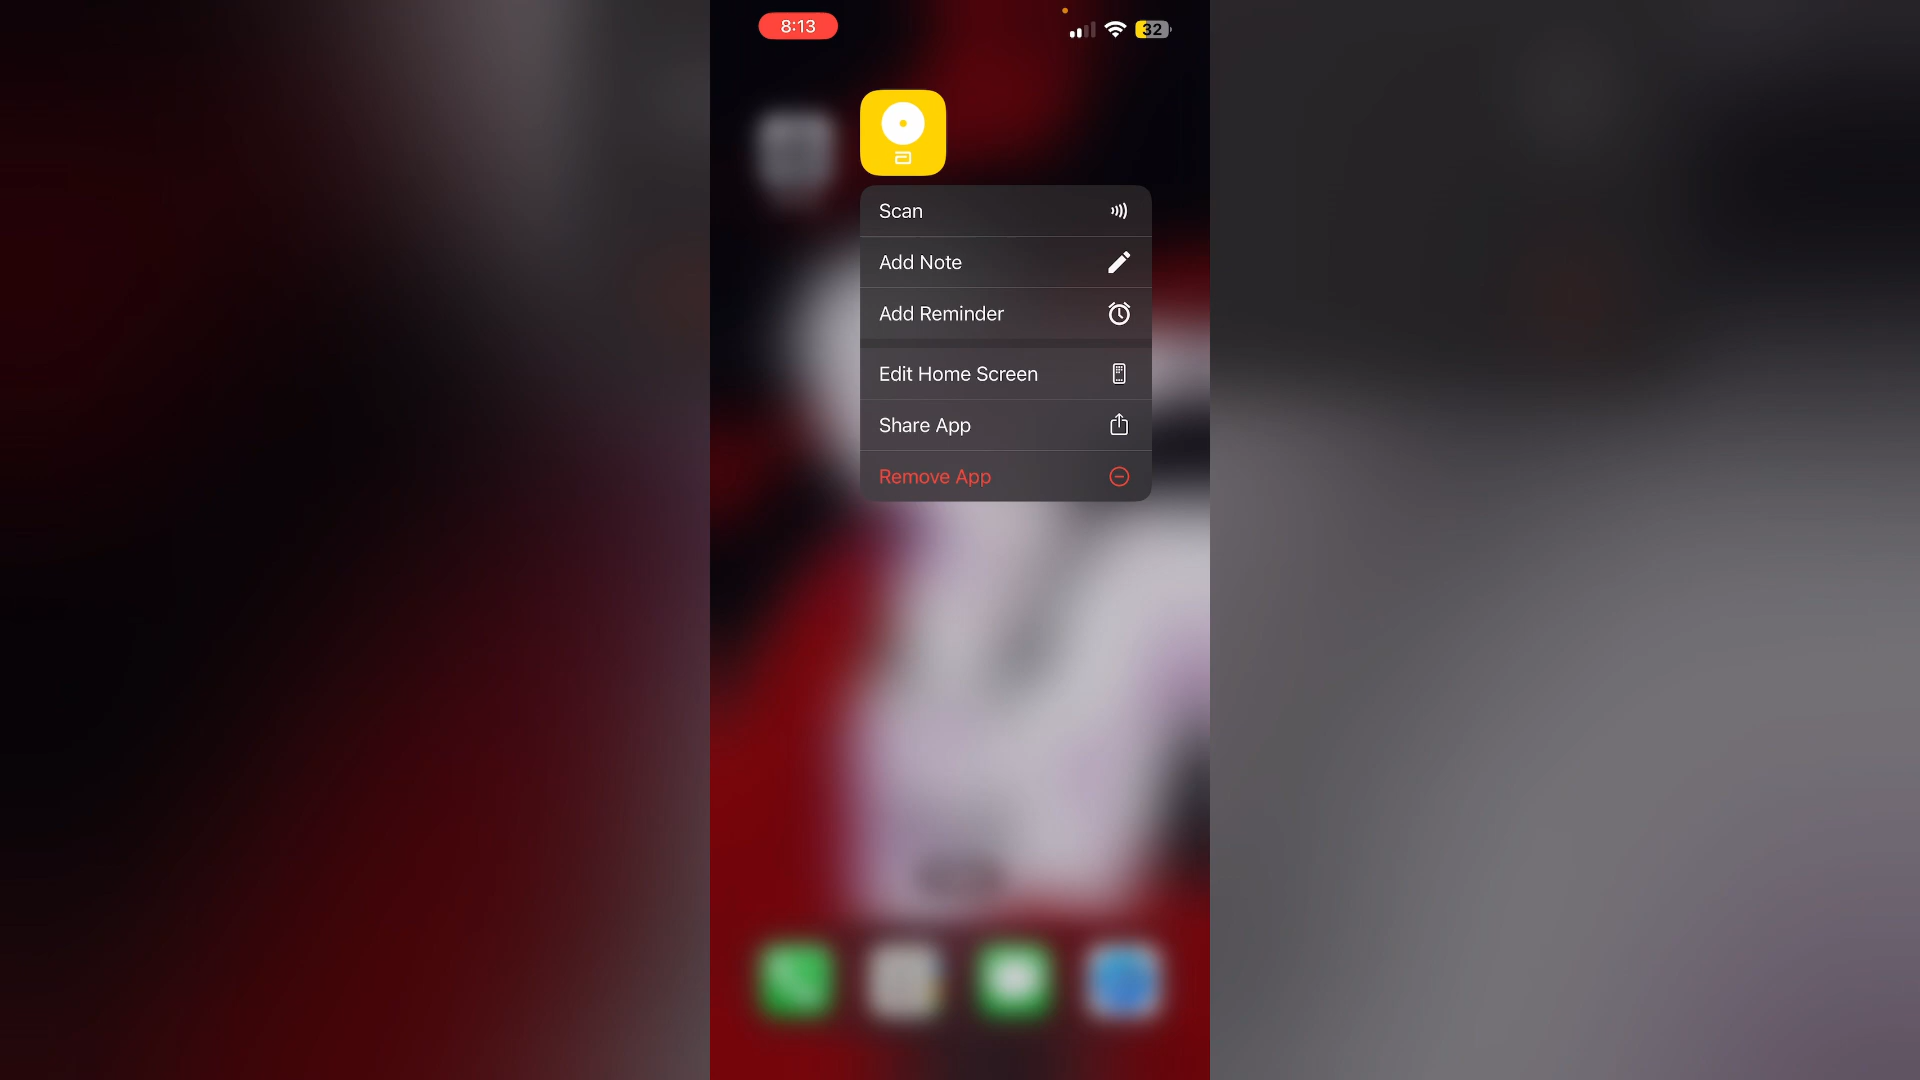 8:13
32
Scan
Add Note
Add Reminder
Edit Home Screen
Share App
Remove App